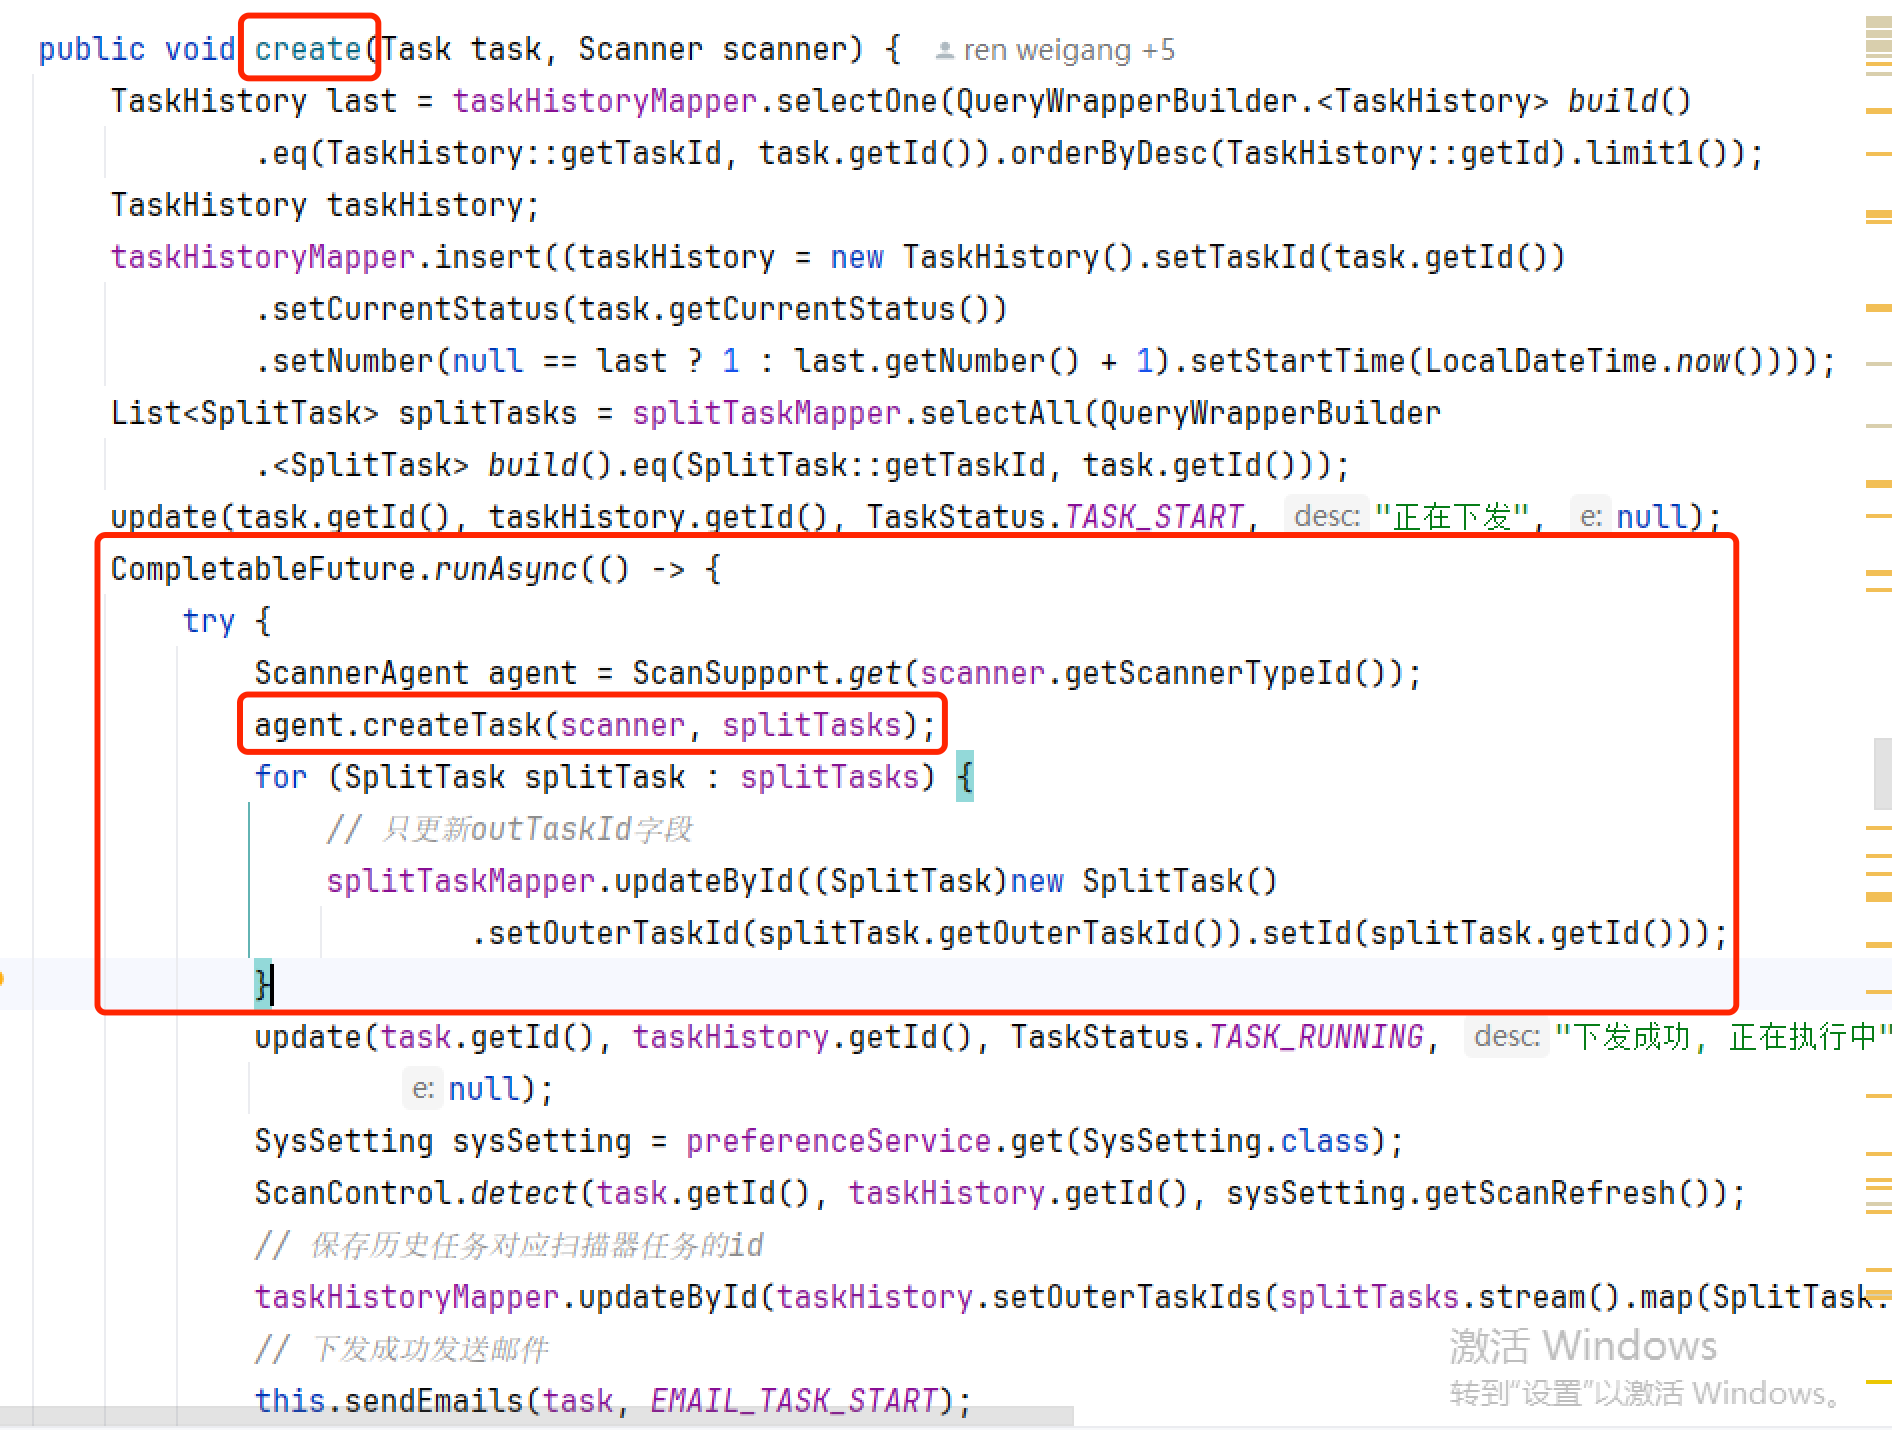 public void create(Task task, Scanner scanner) { ren weigang +5
TaskHistory last = taskHistoryMapper.selectOne(QueryWrapperBuilder.<TaskHistory> build()
.eq(TaskHistory::getTaskId, task.getId()).orderByDesc(TaskHistory::getId).limit1());
TaskHistory taskHistory;
taskHistoryMapper.insert((taskHistory = new TaskHistory().setTaskId(task.getId())
.setCurrentStatus(task.getCurrentStatus())
.setNumber(null == last ? 1 : last.getNumber() + 1).setStartTime(LocalDateTime.now())));
List<SplitTask> splitTasks = splitTaskMapper.selectAll(QueryWrapperBuilder
.<SplitTask> build().eq(SplitTask::getTaskId, task.getId()));
update(task.getId(), taskHistory.getId(), TaskStatus.TASK_START, desc: "正在下发", e: null);
CompletableFuture.runAsync(() -> {
try {
ScannerAgent agent = ScanSupport.get(scanner.getScannerTypeId());
agent.createTask(scanner, splitTasks);
for (SplitTask splitTask : splitTasks) {
// 只更新outTaskId字段
splitTaskMapper.updateById((SplitTask)new SplitTask()
.setOuterTaskId(splitTask.getOuterTaskId()).setId(splitTask.getId()));
}
update(task.getId(), taskHistory.getId(), TaskStatus.TASK_RUNNING, desc: "下发成功, 正在执行中"
e: null);
SysSetting sysSetting = preferenceService.get(SysSetting.class);
ScanControl.detect(task.getId(), taskHistory.getId(), sysSetting.getScanRefresh());
// 保存历史任务对应扫描器任务的id
taskHistoryMapper.updateById(taskHistory.setOuterTaskIds(splitTasks.stream().map(SplitTask:
// 下发成功发送邮件
this.sendEmails(task, EMAIL_TASK_START);
激活 Windows
转到"设置"以激活 Windows。